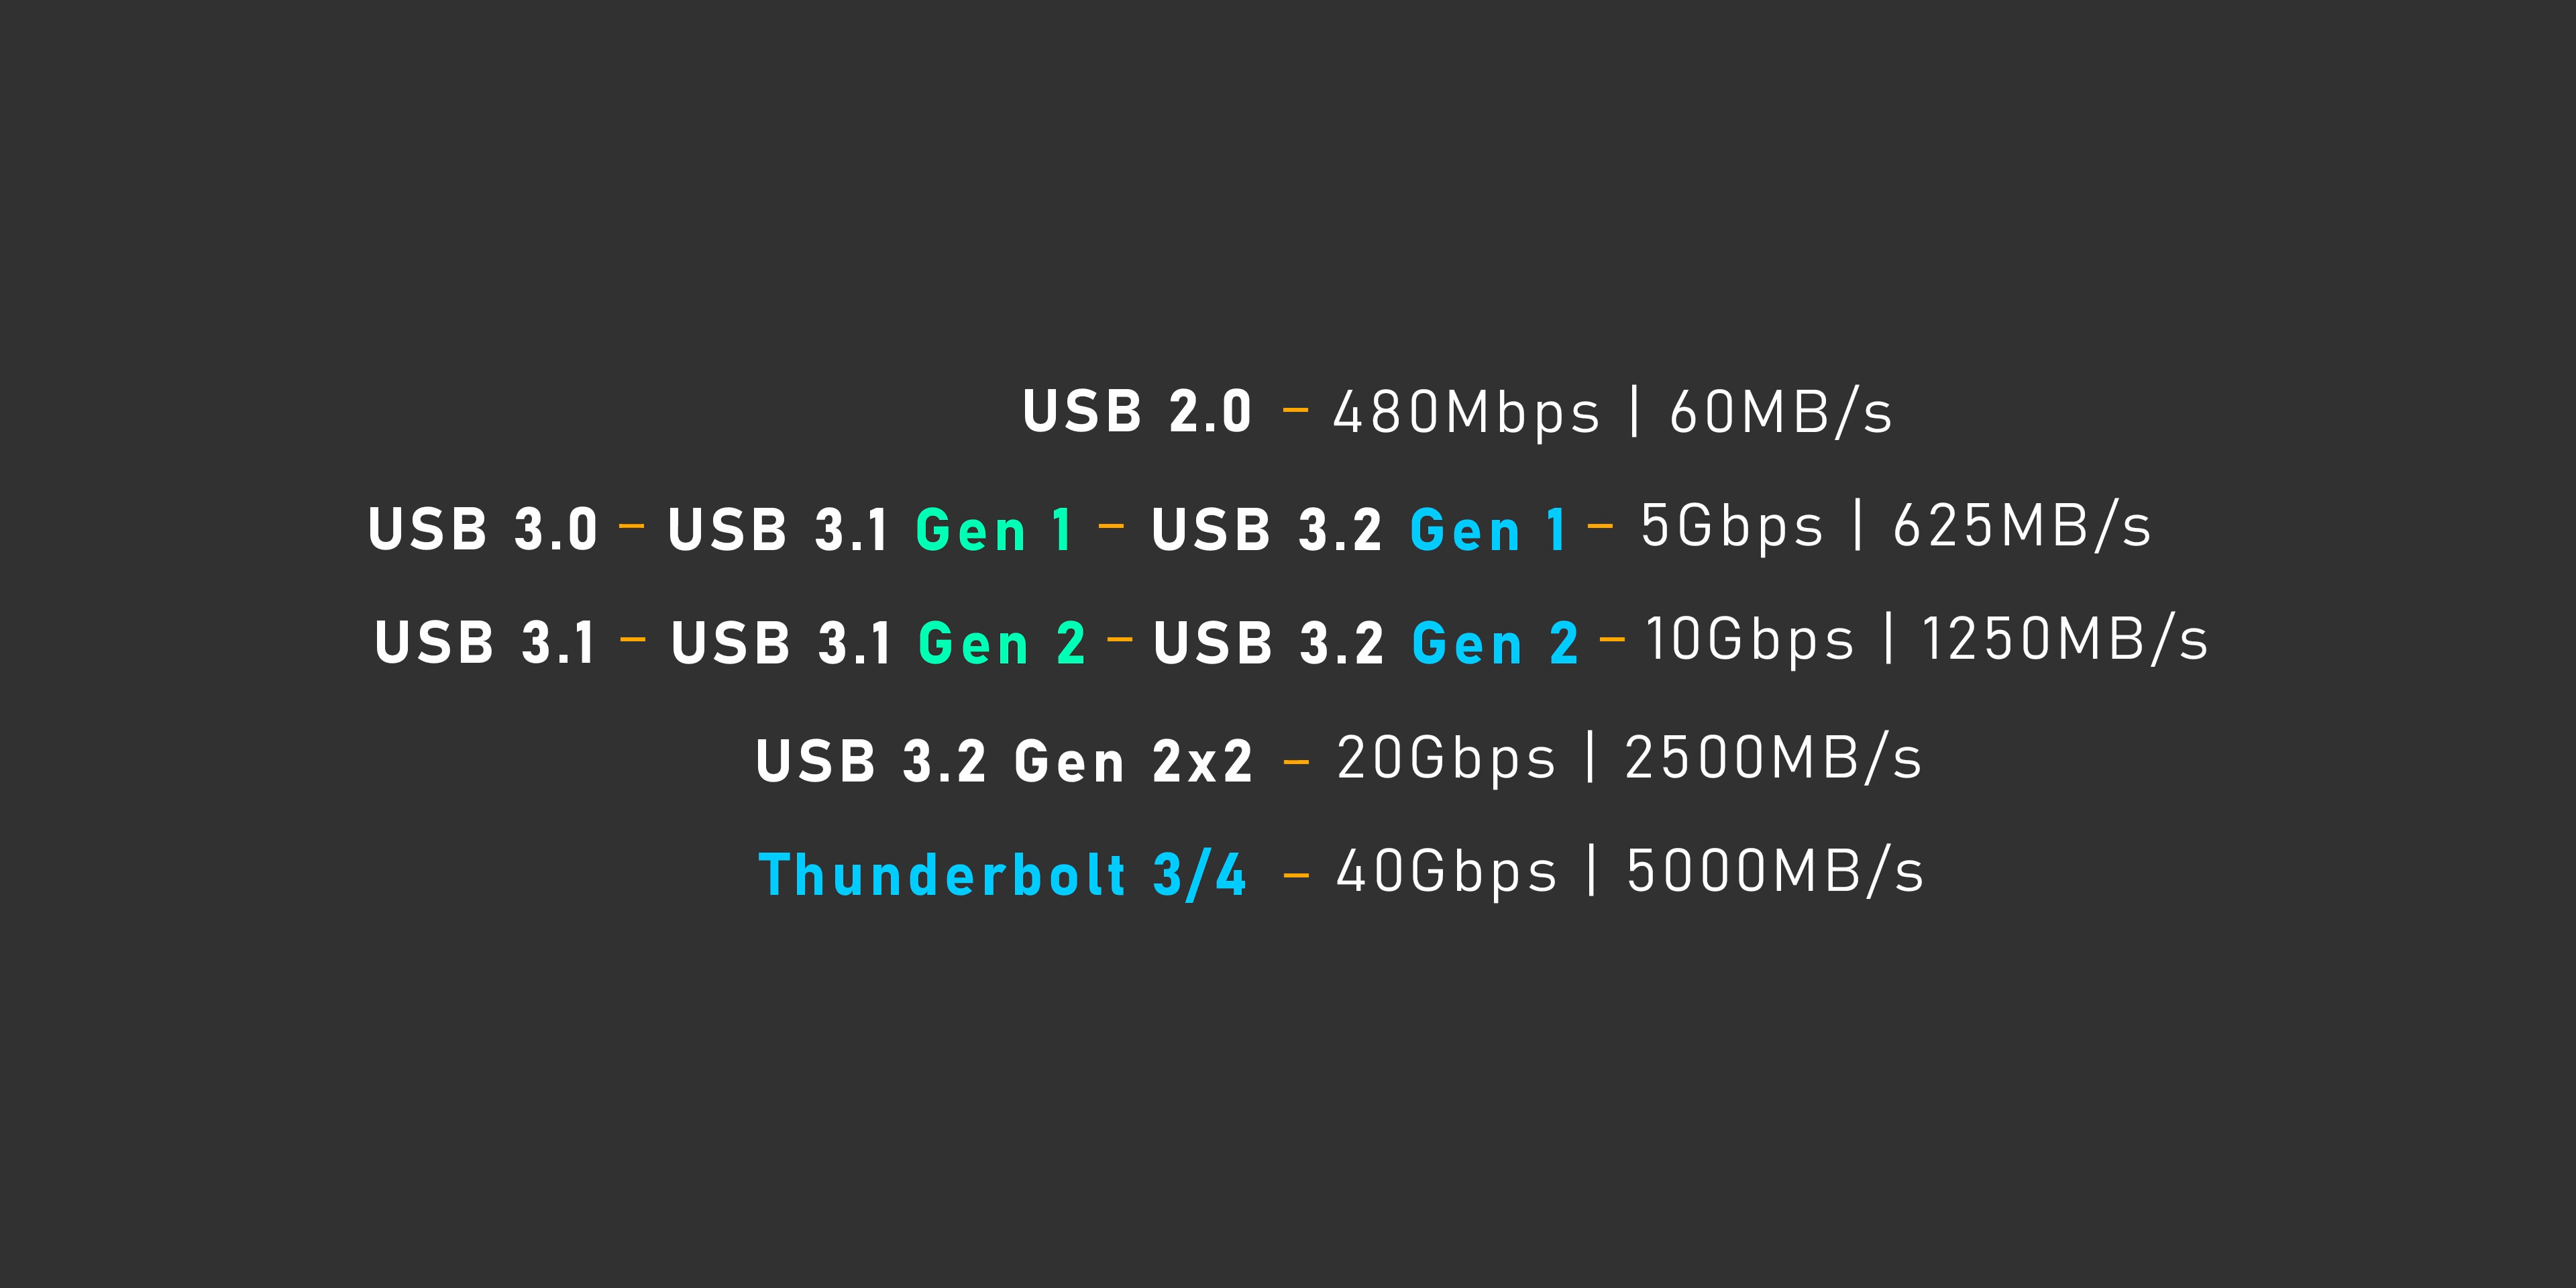 USB 2.0 – 480Mbps | 60MB/s
USB 3.0 – USB 3.1 Gen 1 – USB 3.2 Gen 1 – 5Gbps | 625MB/s
USB 3.1 – USB 3.1 Gen 2 – USB 3.2 Gen 2 – 10Gbps | 1250MB/s
USB 3.2 Gen 2x2 – 20Gbps | 2500MB/s
Thunderbolt 3/4 – 40Gbps | 5000MB/s